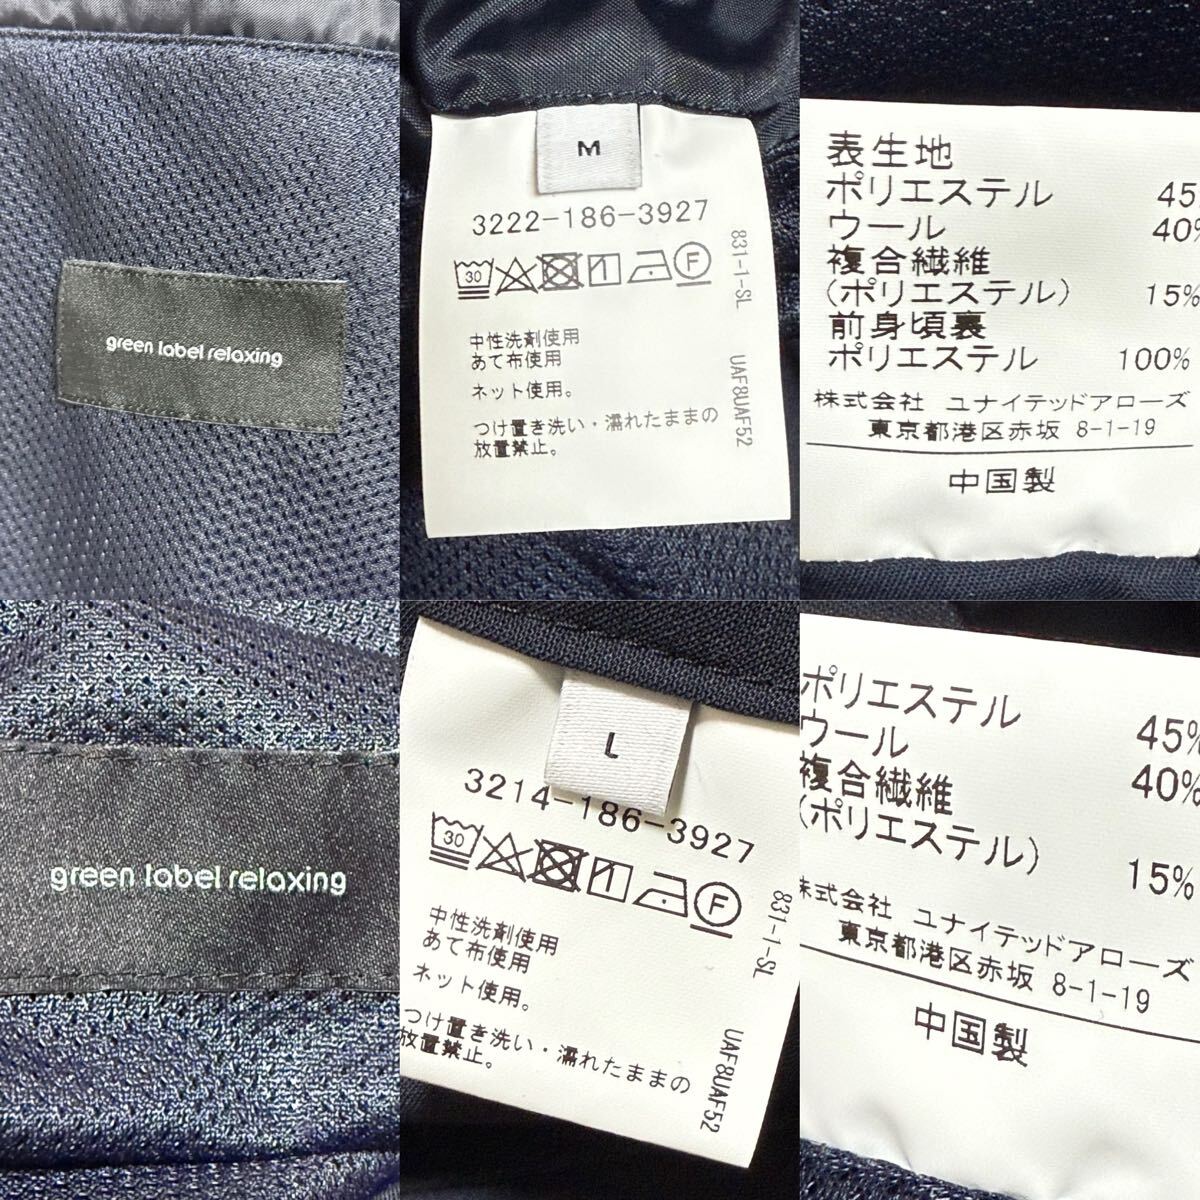 green label relaxing
M
3222-186-3927
30
F
中性洗剤使用
あて布使用
ネット使用。
つけ置き洗い・濡れたままの
放置禁止。
831-1-SL
UAF8UAF52
表生地
ポリエステル 45
ウール 40%
複合繊維
(ポリエステル) 15%
前身頃裏
ポリエステル 100%
株式会社 ユナイテッドアローズ
東京都港区赤坂 8-1-19
中国製
green label relaxing
L
3214-186-3927
30
F
中性洗剤使用
あて布使用
ネット使用。
つけ置き洗い・濡れたままの
放置禁止。
831-1-SL
UAF8UAF52
ポリエステル 45%
ウール 40%
複合繊維
(ポリエステル) 15%
株式会社 ユナイテッドアローズ
東京都港区赤坂 8-1-19
中国製